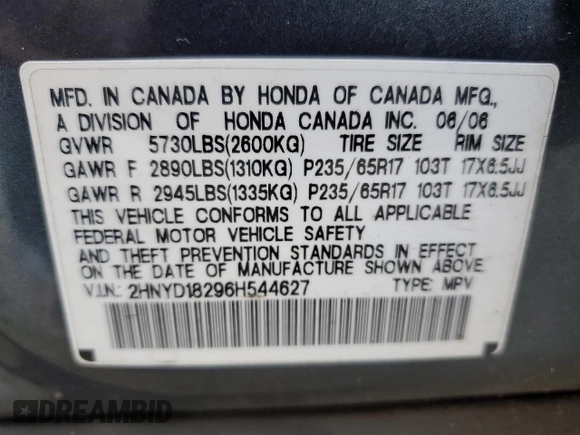 MFD. IN CANADA BY HONDA OF CANADA MFG.,
A DIVISION OF HONDA CANADA INC. 06/06
GVWR 5730LBS(2600KG) TIRE SIZE RIM SIZE
GAWR F 2890LBS(1310KG) P235/65R17 103T 17X6.5JJ
GAWR R 2945LBS(1335KG) P235/65R17 103T 17X6.5JJ
THIS VEHICLE CONFORMS TO ALL APPLICABLE
FEDERAL MOTOR VEHICLE SAFETY
AND THEFT PREVENTION STANDARDS IN EFFECT
ON THE DATE OF MANUFACTURE SHOWN ABOVE.
V.I.N.: 2HNYD18296H544627 TYPE: MPV
DREAMBID